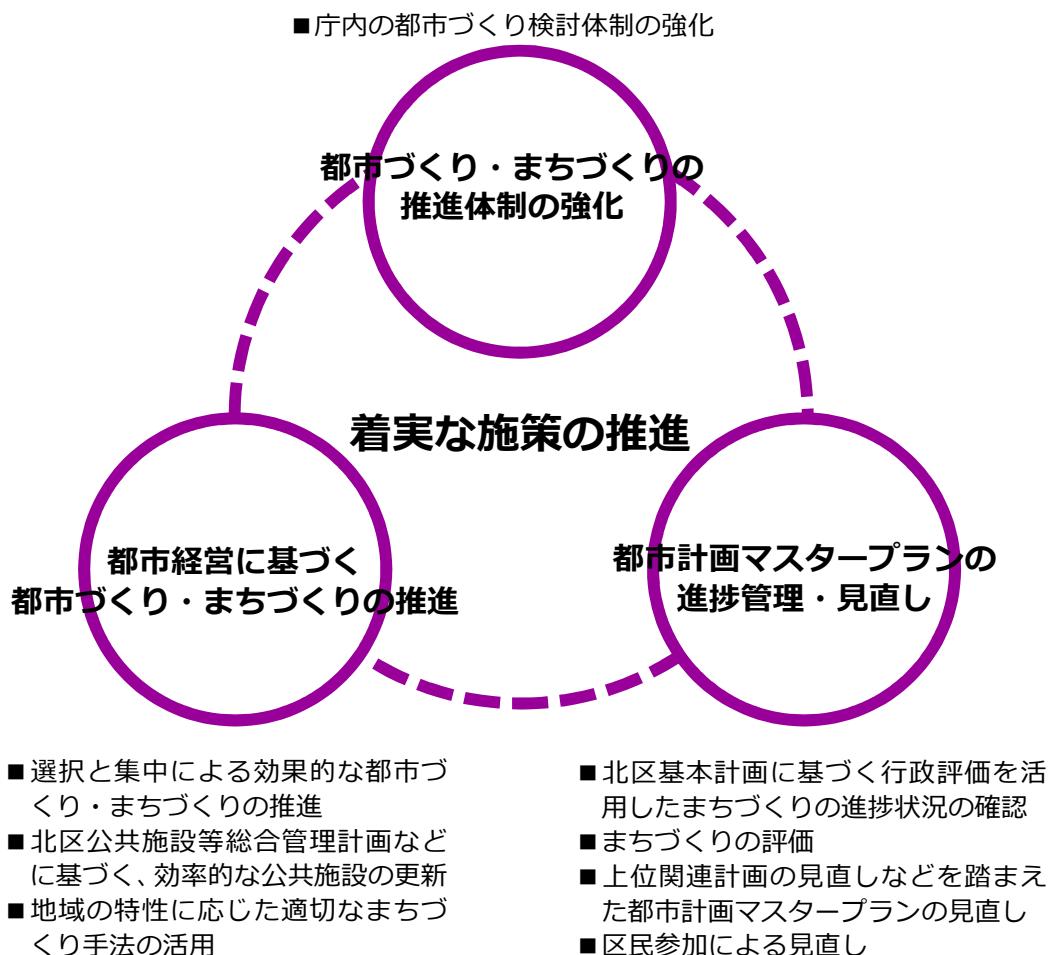 ■庁内の都市づくり検討体制の強化
都市づくり・まちづくりの
推進体制の強化
着実な施策の推進
都市経営に基づく
都市づくり・まちづくりの推進
都市計画マスタープランの
進捗管理・見直し
■選択と集中による効果的な都市づ
くり・まちづくりの推進
■北区公共施設等総合管理計画など
に基づく、効率的な公共施設の更新
■地域の特性に応じた適切なまちづ
くり手法の活用
■北区基本計画に基づく行政評価を活
用したまちづくりの進捗状況の確認
■まちづくりの評価
■上位関連計画の見直しなどを踏まえ
た都市計画マスタープランの見直し
■区民参加による見直し